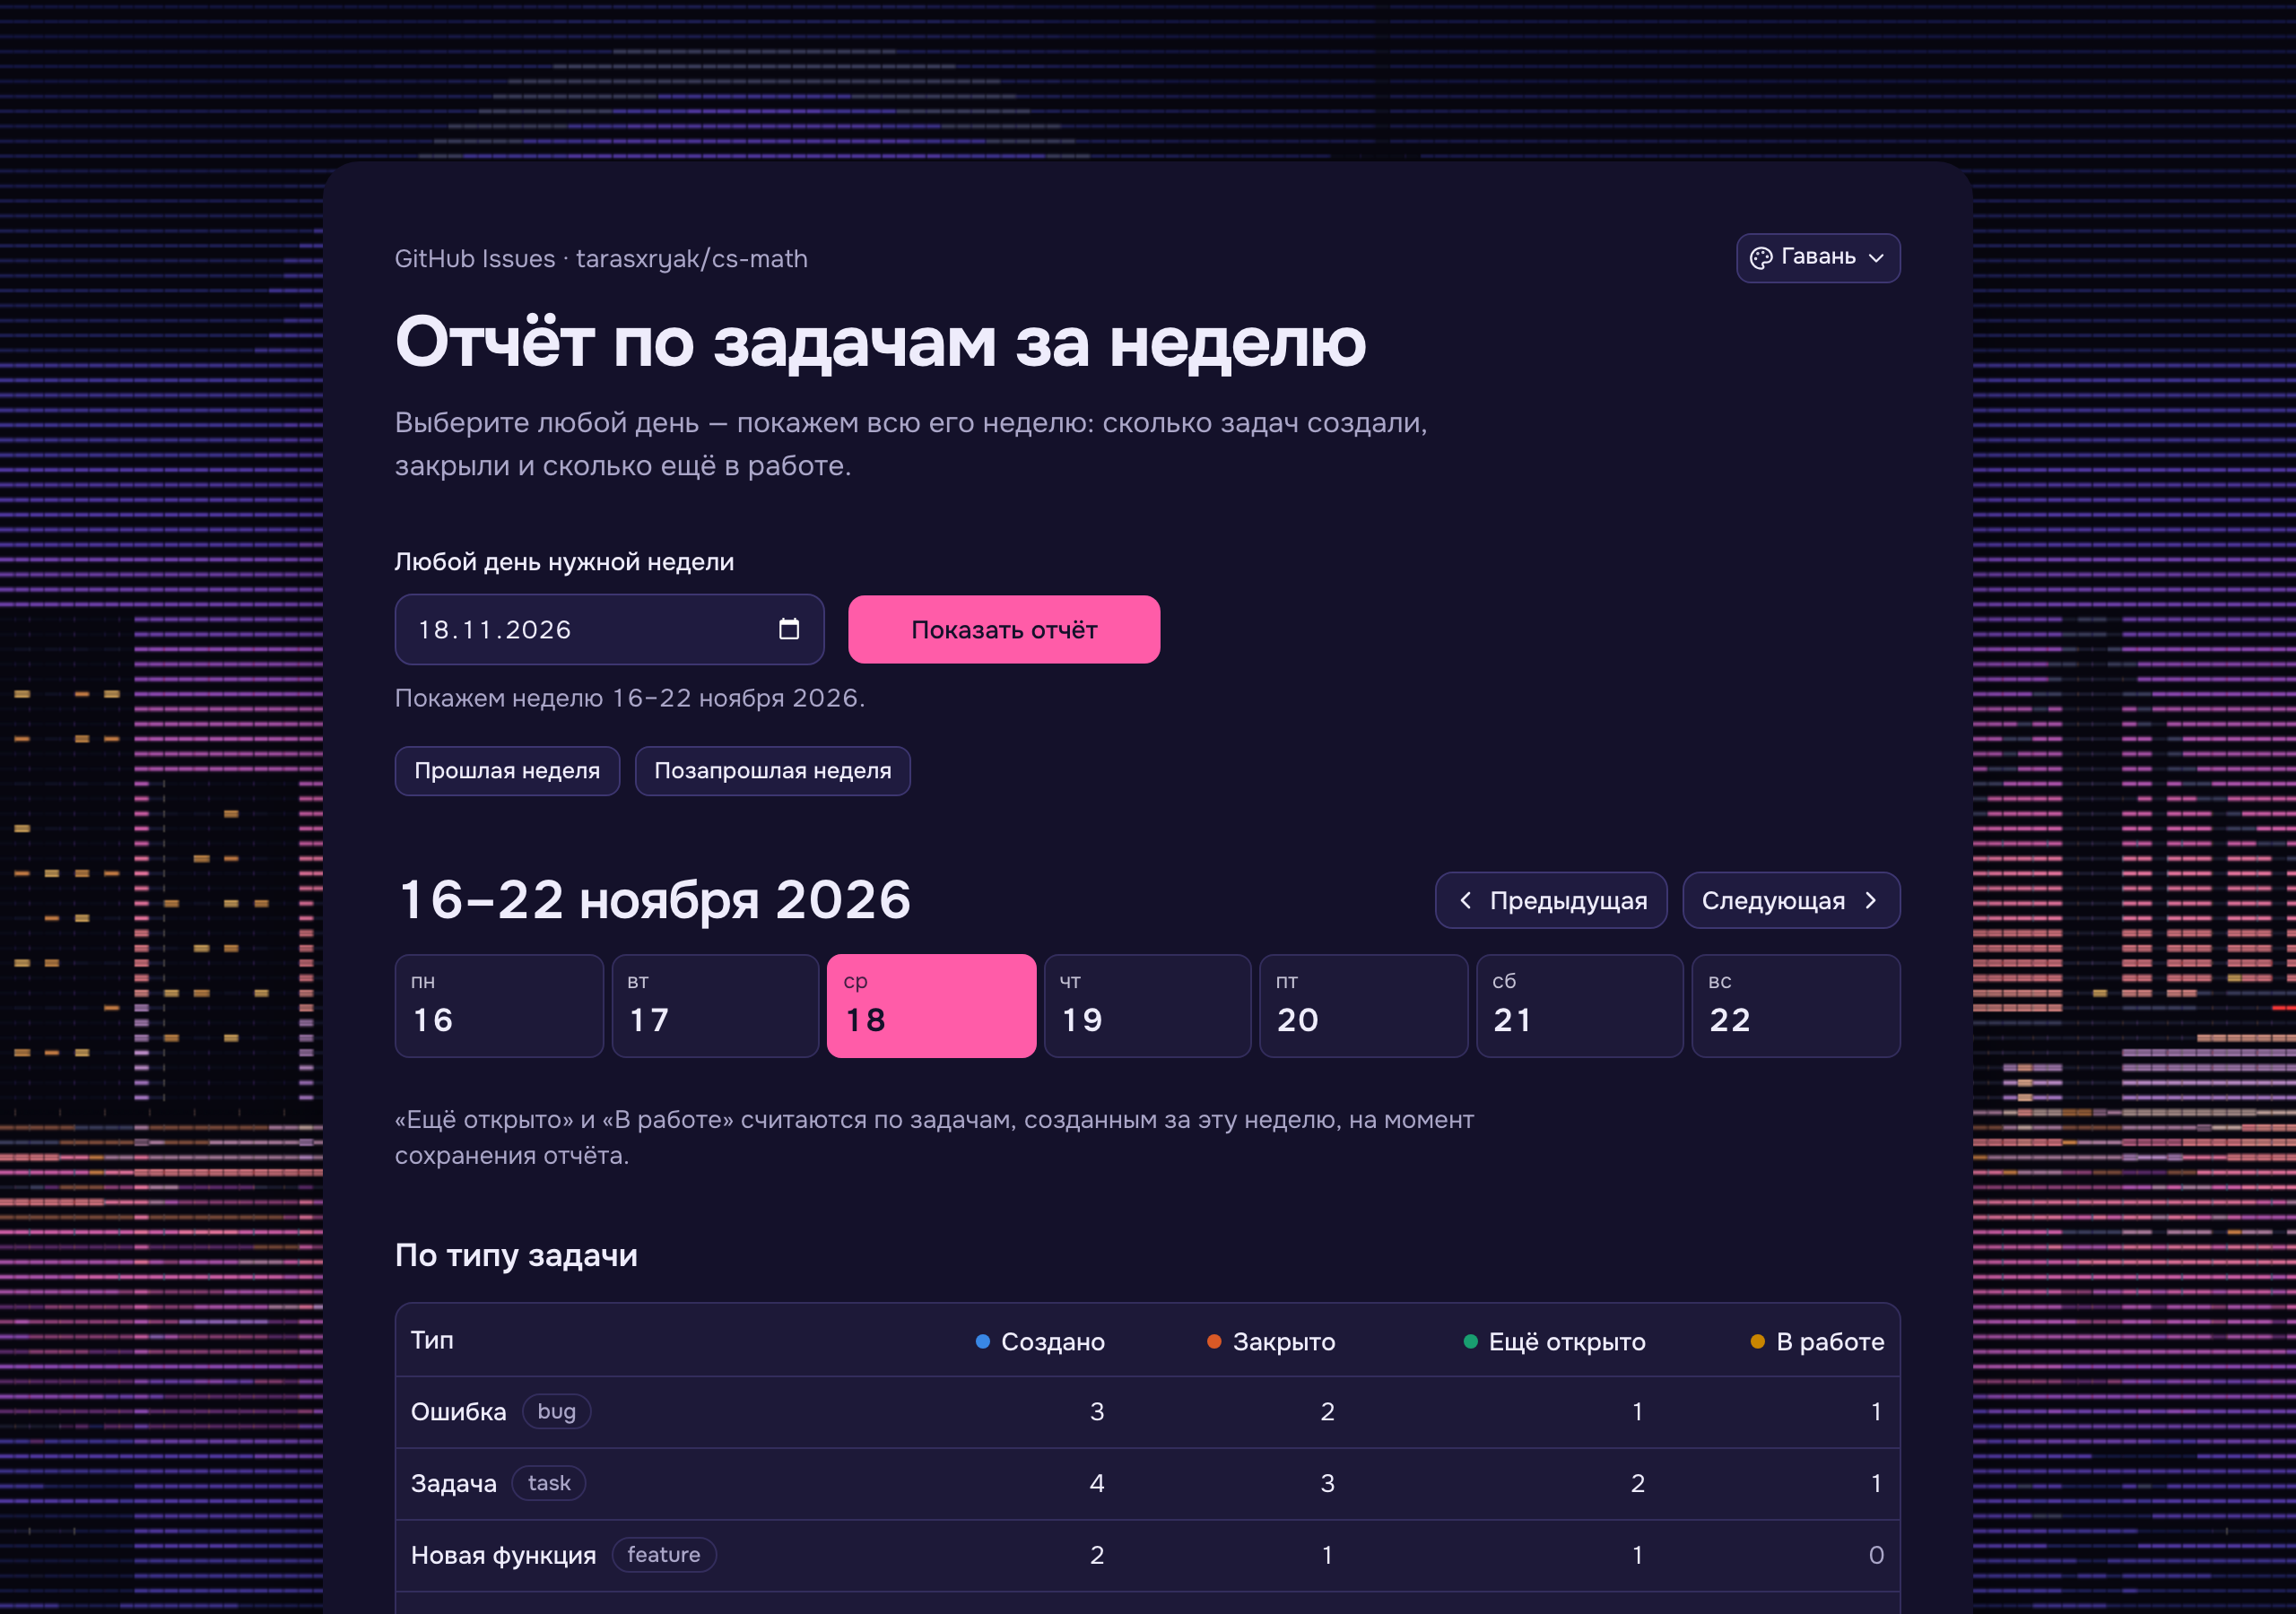 GitHub Issues · tarasxryak/cs-math
Гавань
Отчёт по задачам за неделю
Выберите любой день — покажем всю его неделю: сколько задач создали,
закрыли и сколько ещё в работе.
Любой день нужной недели
18.11.2026
Показать отчёт
Покажем неделю 16–22 ноября 2026.
Прошлая неделя
Позапрошлая неделя
16–22 ноября 2026
Предыдущая
Следующая
пн
16
вт
17
ср
18
чт
19
пт
20
сб
21
вс
22
«Ещё открыто» и «В работе» считаются по задачам, созданным за эту неделю, на момент
сохранения отчёта.
По типу задачи
Тип Создано Закрыто Ещё открыто В работе
Ошибка bug 3 2 1 1
Задача task 4 3 2 1
Новая функция feature 2 1 1 0